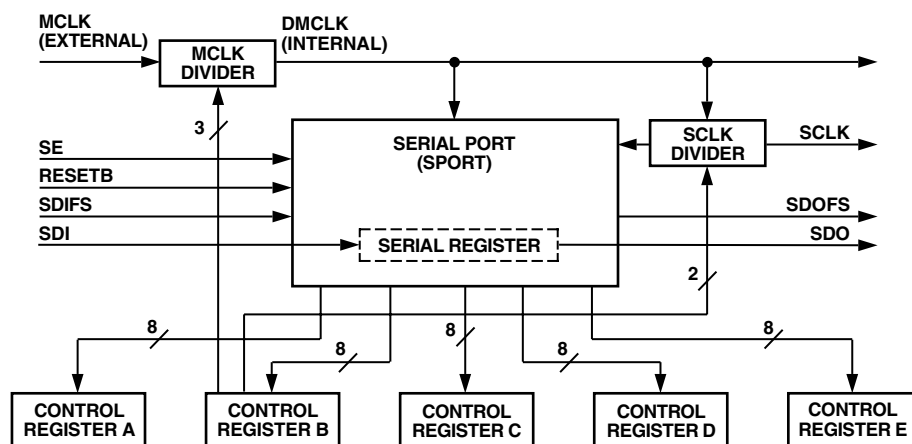 MCLK
(EXTERNAL)
DMCLK
(INTERNAL)
MCLK
DIVIDER
3
SE
RESETB
SDIFS
SDI
SERIAL PORT
(SPORT)
SERIAL REGISTER
SCLK
DIVIDER
SCLK
SDOFS
SDO
2
8
8
8
8
8
CONTROL
REGISTER A
CONTROL
REGISTER B
CONTROL
REGISTER C
CONTROL
REGISTER D
CONTROL
REGISTER E